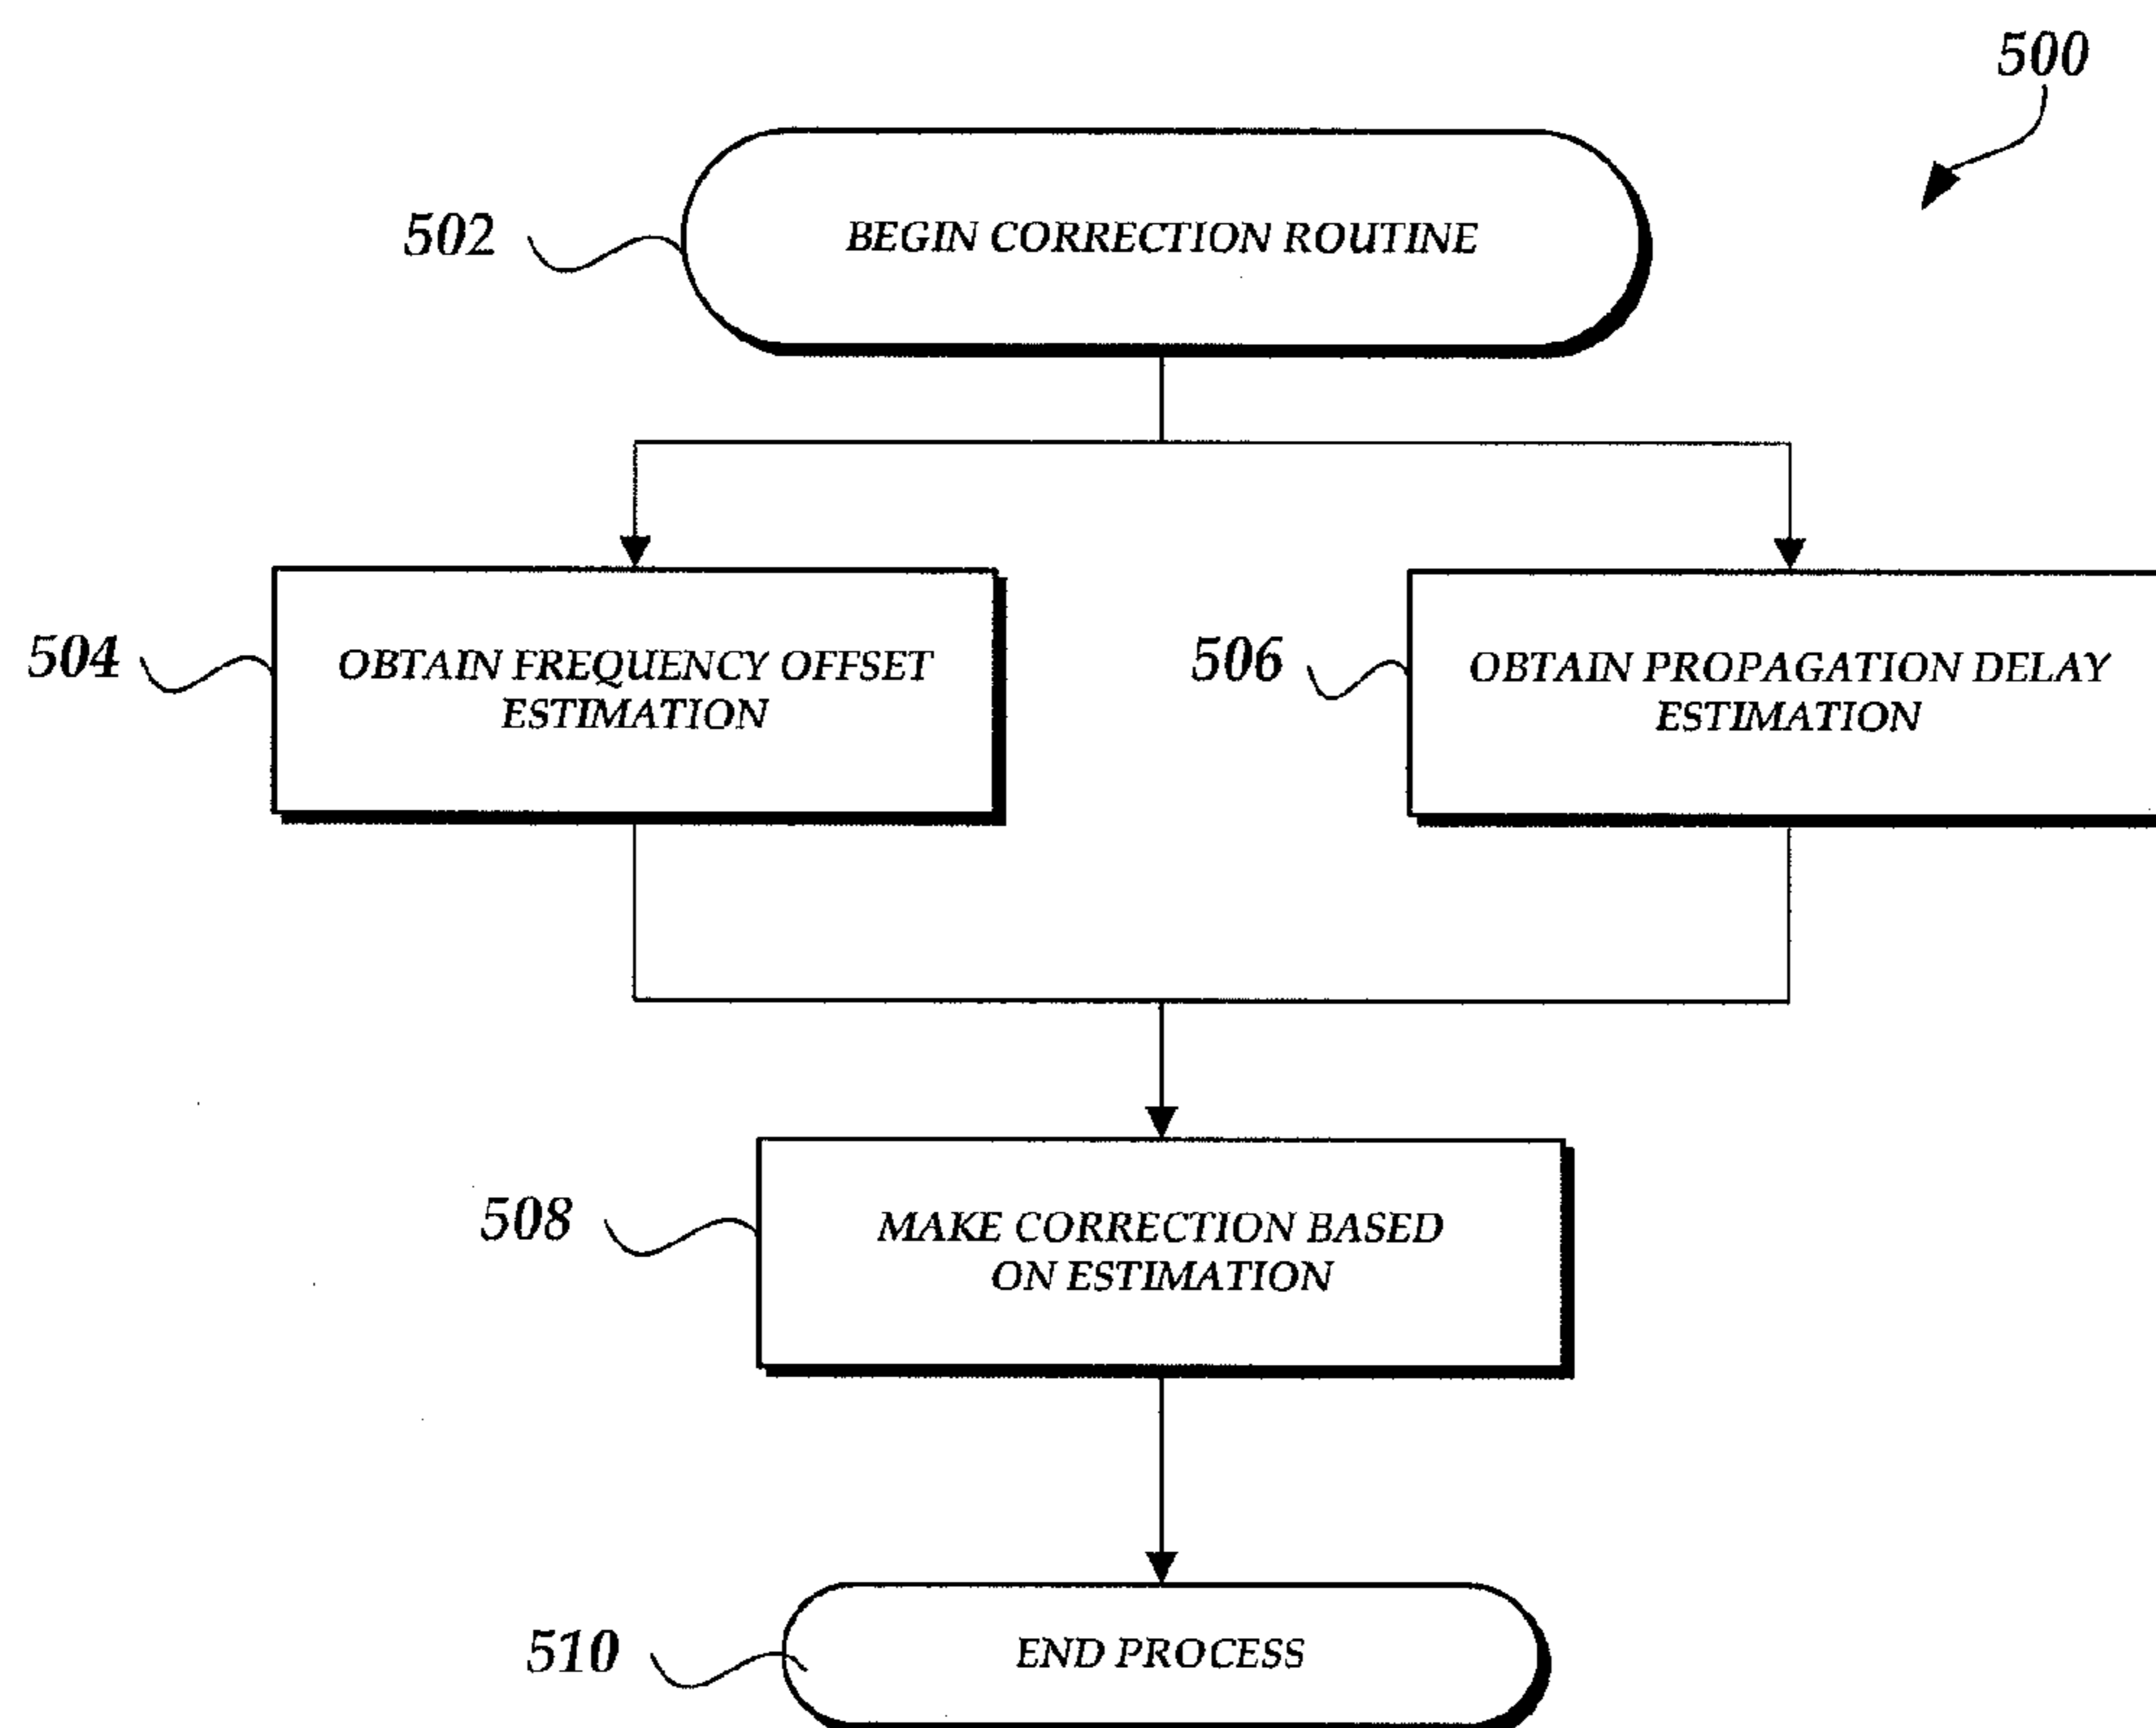 500
502
BEGIN CORRECTION ROUTINE
504
OBTAIN FREQUENCY OFFSET
ESTIMATION
506
OBTAIN PROPAGATION DELAY
ESTIMATION
508
MAKE CORRECTION BASED
ON ESTIMATION
510
END PROCESS